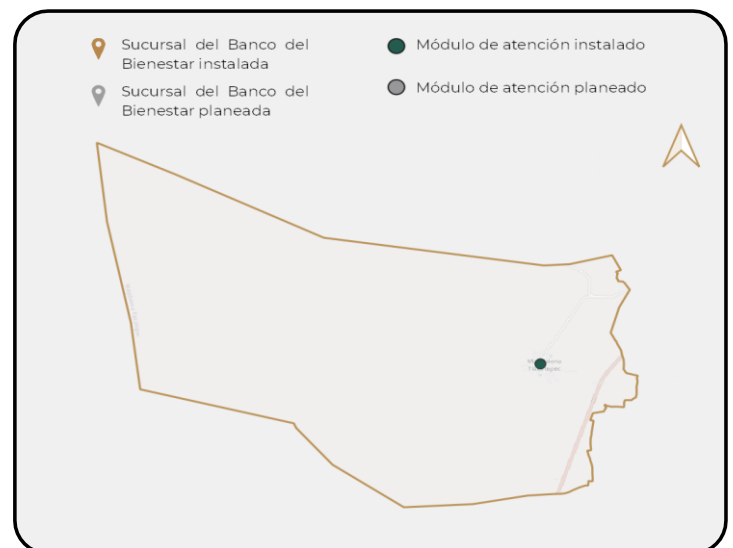 Sucursal del Banco del
Bienestar instalada
Sucursal del Banco del
Bienestar planeada
Módulo de atención instalado
Módulo de atención planeado